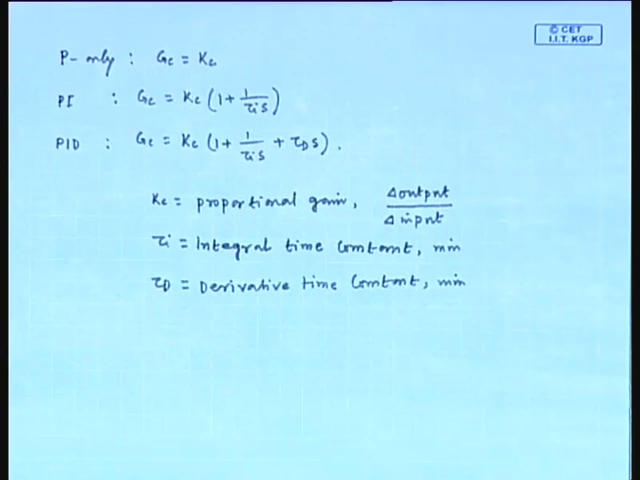 © CET
I.I.T. KGP
P-only : Gc = Kc
PI : Gc = Kc (1 + 1/τi s)
PID : Gc = Kc (1 + 1/τi s + τD s).
Kc = proportional gain, Δoutput/Δinput
τi = Integral time constant, min
τD = Derivative time constant, min